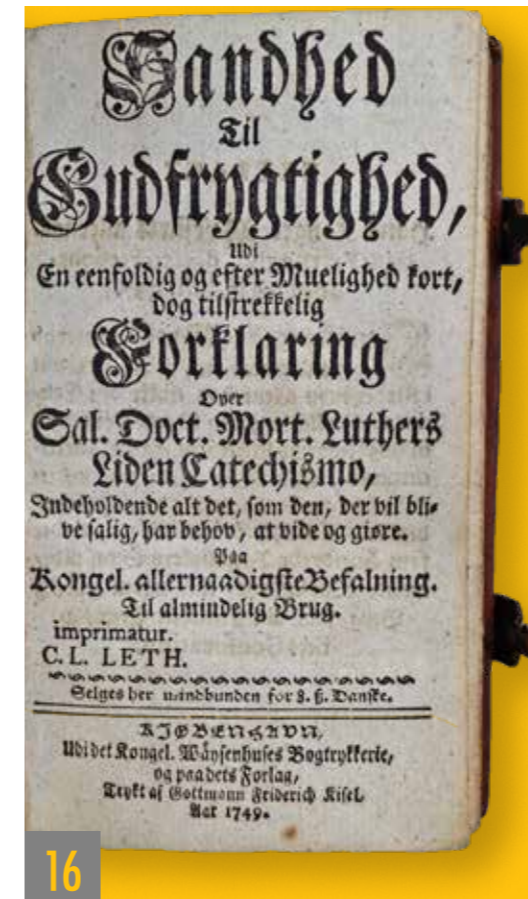 Sandhed
Til
Gudfrygtighed,
Udi
En eenfoldig og efter Muelighed kort,
dog tilstrekkelig
Forklaring
Over
Sal. Doct. Mort. Luthers
Liden Catechismo,
Indeholdende alt det, som den, der vil bli-
ve salig, har behov, at vide og giøre.
Paa
Kongel. allernaadigste Befalning.
Til almindelig Brug.
imprimatur.
C. L. LETH.
Selges her uindbunden for 8. ß. Danske.
KJØBENHAVN,
Udi det Kongel. Wäysenhuses Bogtrykkerie,
og paa dets Forlag,
Trykt af Gottmann Friderich Kisel.
Aar 1749.
16